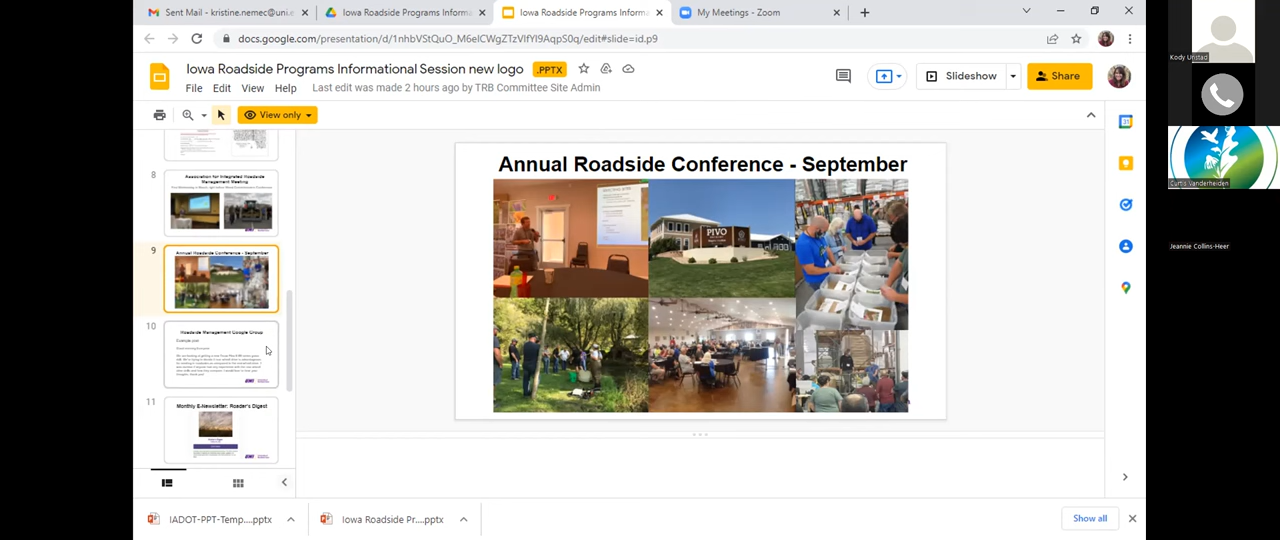 Sent Mail - kristine.nemec@uni.e
Iowa Roadside Programs Informa
Iowa Roadside Programs Informa
My Meetings - Zoom
docs.google.com/presentation/d/1nhbVStQuO_M6elCWgZTzVlfYl9AqpS0q/edit#slide=id.p9
Iowa Roadside Programs Informational Session new logo
.PPTX
File Edit View Help
Last edit was made 2 hours ago by TRB Committee Site Admin
Slideshow
Share
View only
8
Association for Integrated Roadside
Management Meeting
9
Annual Roadside Conference - September
10
Roadside Management Google Group
11
Monthly E-Newsletter: Roader's Digest
Annual Roadside Conference - September
PIVO
IADOT-PPT-Temp....pptx
Iowa Roadside Pr....pptx
Show all
Kody Unstad
Curtis Vanderheiden
Jeannie Collins-Heer
31